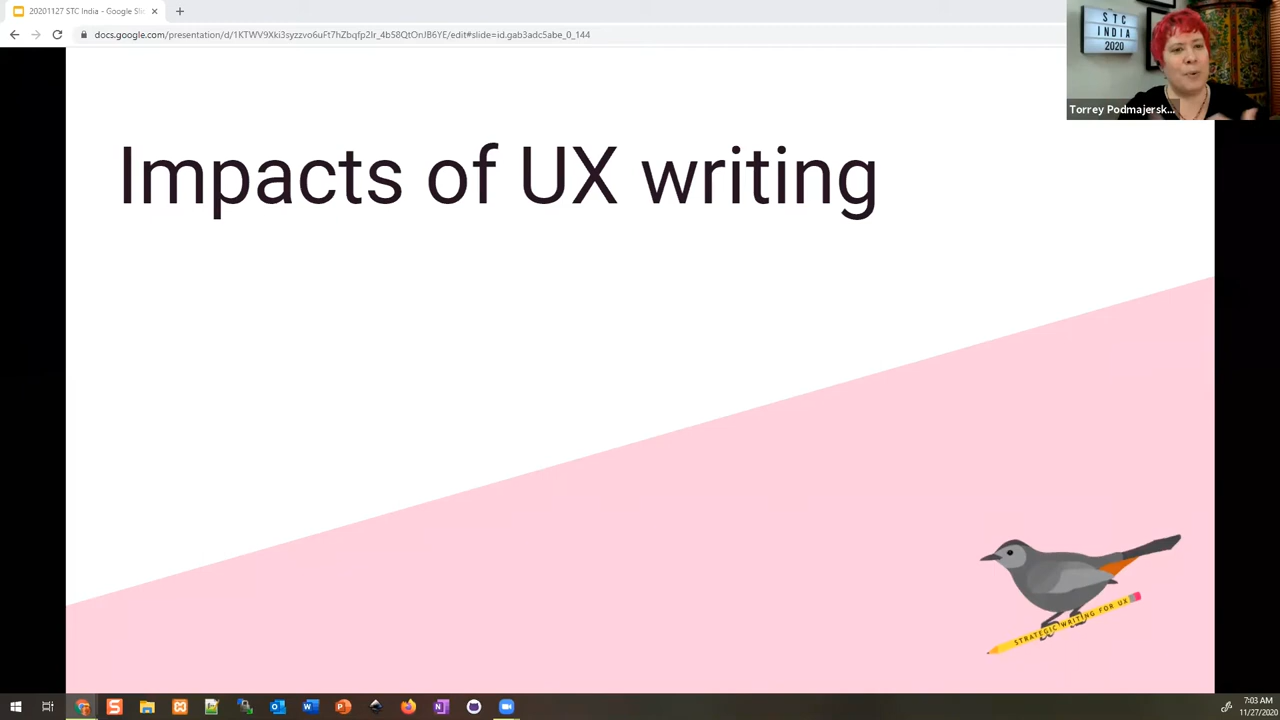 20201127 STC India - Google Sli
docs.google.com/presentation/d/1KTWV9Xki3syzzvo6uFt7hZbqfp2Ir_4b58QtOnJB6YE/edit#slide=id.gab3adc5abe_0_144
STC
INDIA
2020
Torrey Podmajersk...
Impacts of UX writing
STRATEGIC WRITING FOR UX
7:03 AM
11/27/2020